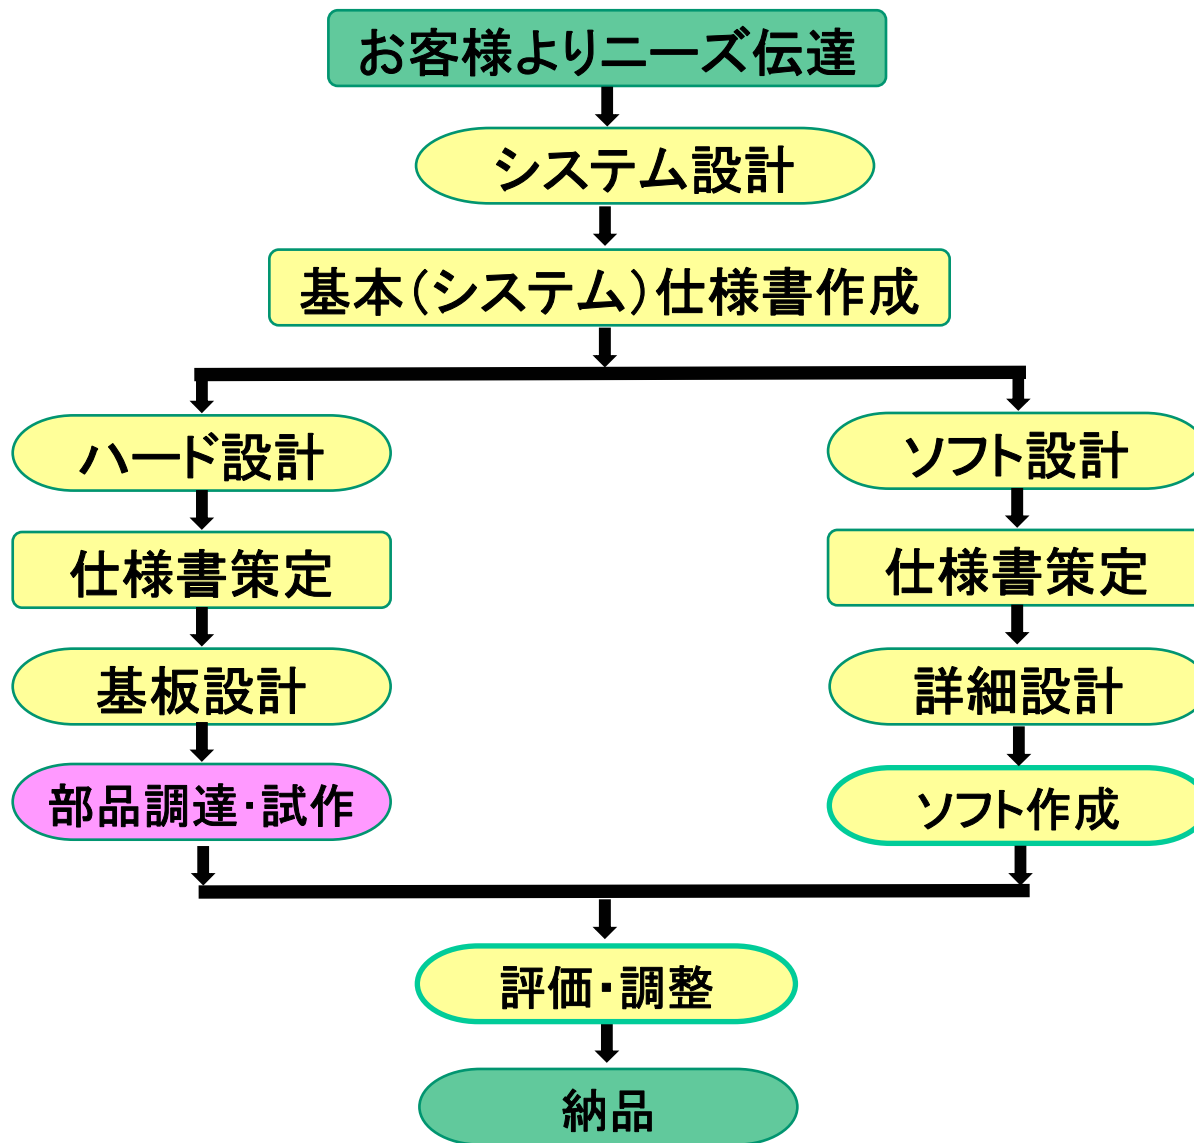 お客様よりニーズ伝達
システム設計
基本（システム）仕様書作成
ハード設計
ソフト設計
仕様書策定
仕様書策定
基板設計
詳細設計
部品調達・試作
ソフト作成
評価・調整
納品